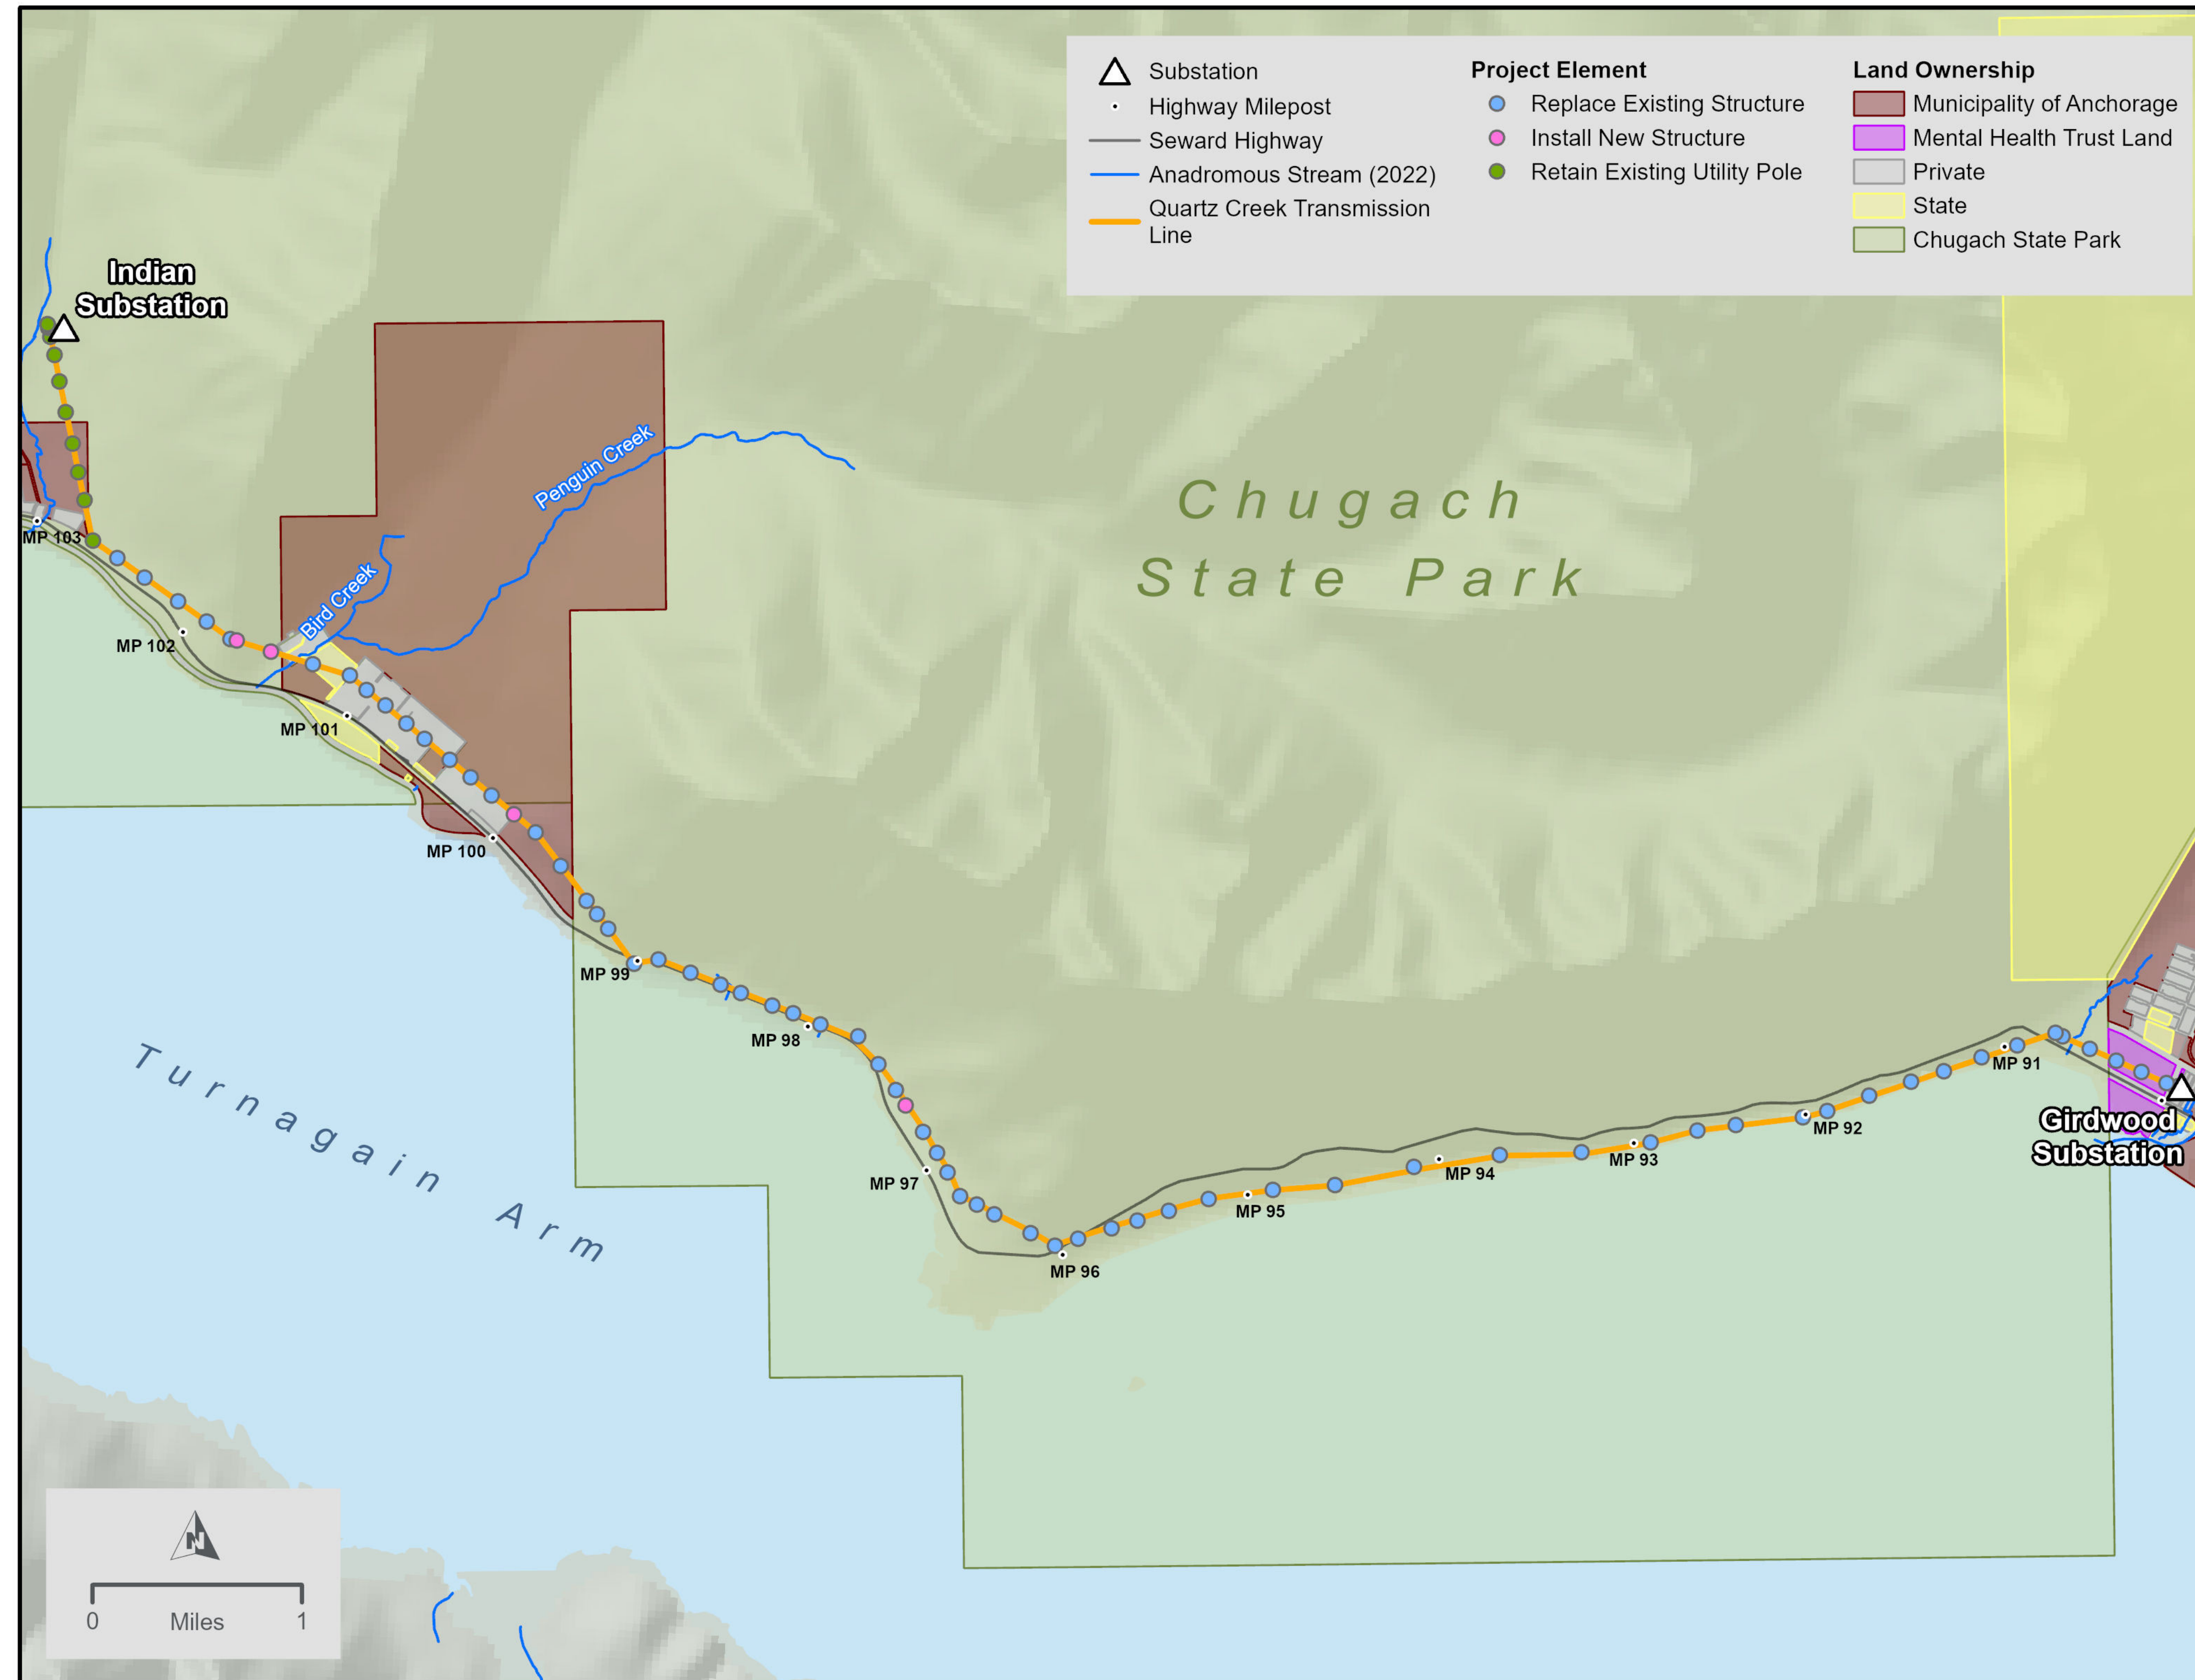 Substation
Highway Milepost
Seward Highway
Anadromous Stream (2022)
Quartz Creek Transmission
Line
Project Element
Replace Existing Structure
Install New Structure
Retain Existing Utility Pole
Land Ownership
Municipality of Anchorage
Mental Health Trust Land
Private
State
Chugach State Park
Indian
Substation
Penguin Creek
Bird Creek
Chugach
State Park
MP 103
MP 102
MP 101
MP 100
MP 99
MP 98
MP 97
MP 96
MP 95
MP 94
MP 93
MP 92
MP 91
Girdwood
Substation
Turnagain Arm
N
0 Miles 1